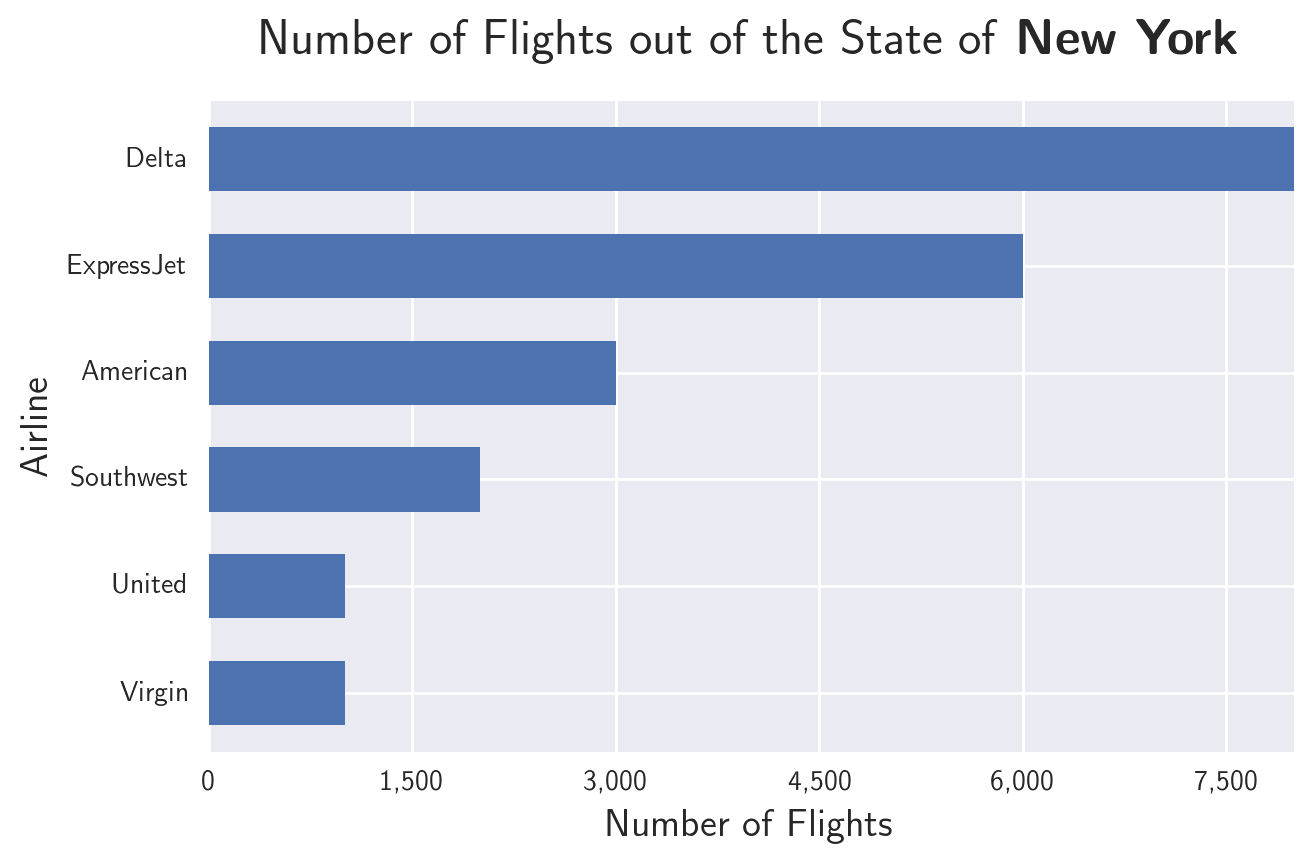 Number of Flights out of the State of New York
Delta
ExpressJet
American
Southwest
United
Virgin
Airline
0 1,500 3,000 4,500 6,000 7,500
Number of Flights